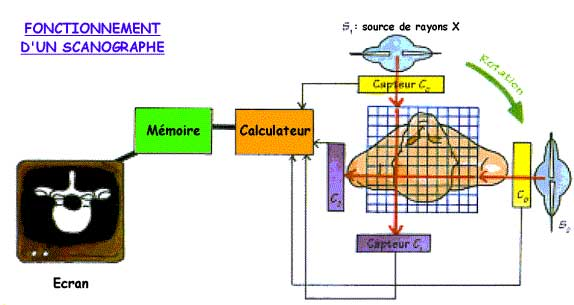 FONCTIONNEMENT
D'UN SCANOGRAPHE
S1 : source de rayons X
Rotation
Capteur C0
Mémoire
Calculateur
C2
C0
S2
Capteur C1
Ecran